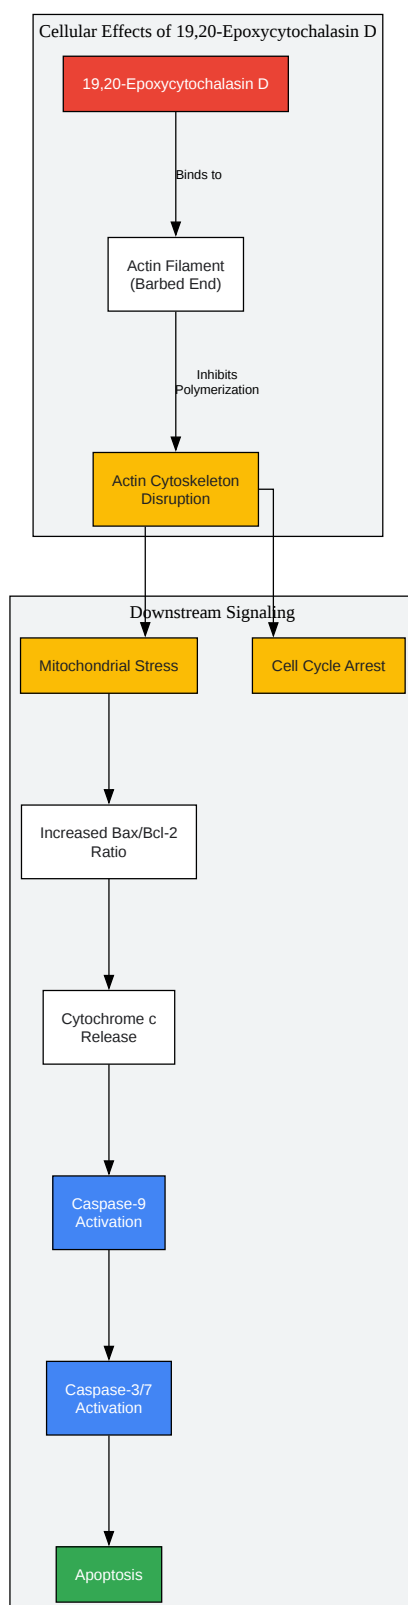 Cellular Effects of 19,20-Epoxycytochalasin D
19,20-Epoxycytochalasin D
Binds to
Actin Filament
(Barbed End)
Inhibits
Polymerization
Actin Cytoskeleton
Disruption
Downstream Signaling
Mitochondrial Stress
Cell Cycle Arrest
Increased Bax/Bcl-2
Ratio
Cytochrome c
Release
Caspase-9
Activation
Caspase-3/7
Activation
Apoptosis